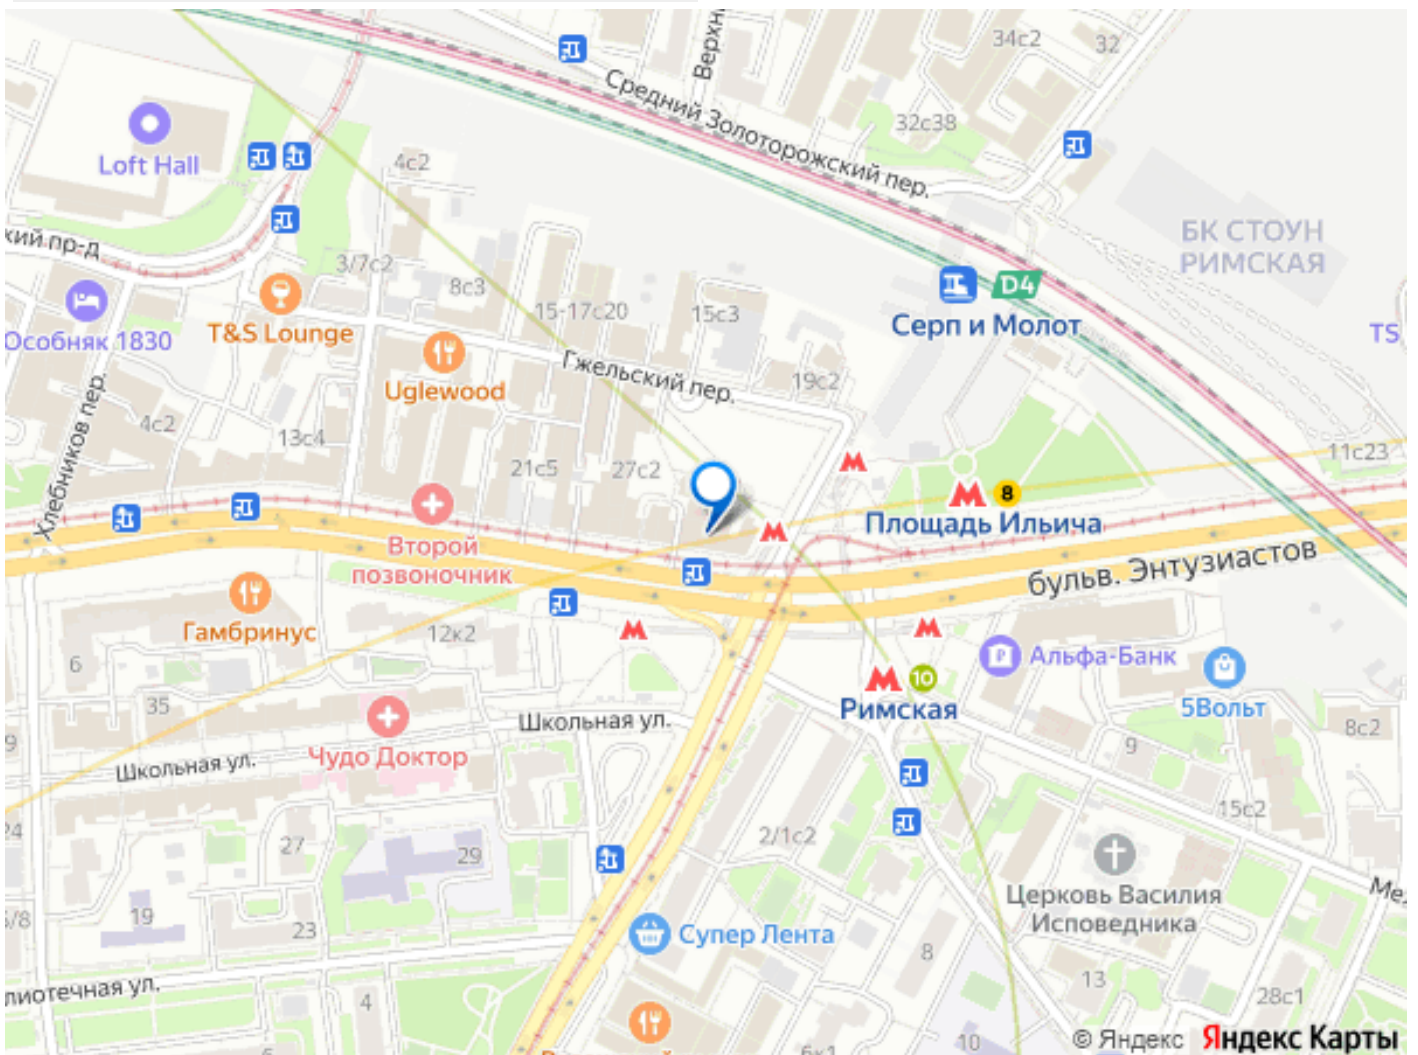 34с2
32
Верхн
Средний Золоторожский пер.
32с38
Loft Hall
4с2
БК СТОУН
РИМСКАЯ
кий пр-д
3/7с2
8с3
D4
Особняк 1830
T&S Lounge
15-17с20
15с3
Серп и Молот
TS
Uglewood
Гжельский пер.
19с2
Хлебников пер.
4с2
13с4
21с5
27с2
11с23
8
Площадь Ильича
Второй
позвоночник
бульв. Энтузиастов
Гамбринус
12к2
6
Альфа-Банк
10
Римская
5Вольт
35
Школьная ул.
8с2
9
Чудо Доктор
Школьная ул.
9
15с2
24
27
29
2/1с2
Церковь Василия
Исповедника
Ме
5/8
19
23
Супер Лента
8
13
лиотечная ул.
4
28с1
10
6к1
© Яндекс Яндекс Карты